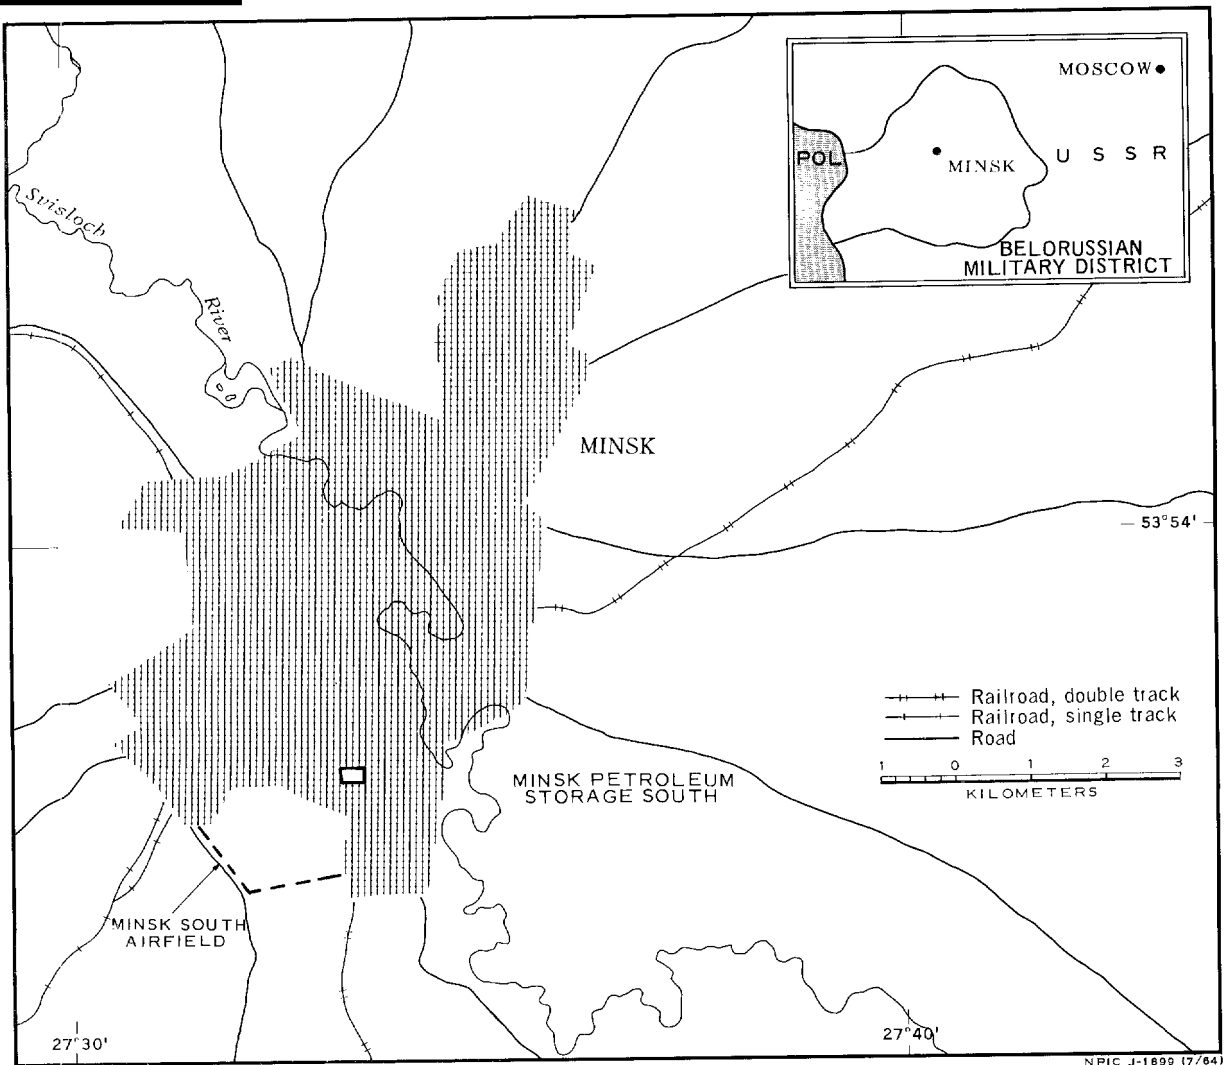 MOSCOW
POL
MINSK
U S S R
BELORUSSIAN
MILITARY DISTRICT
Svisloch
River
MINSK
53°54'
Railroad, double track
Railroad, single track
Road
1 0 1 2 3
KILOMETERS
MINSK PETROLEUM
STORAGE SOUTH
MINSK SOUTH
AIRFIELD
27°30'
27°40'
NPIC J-1899 (7/64)